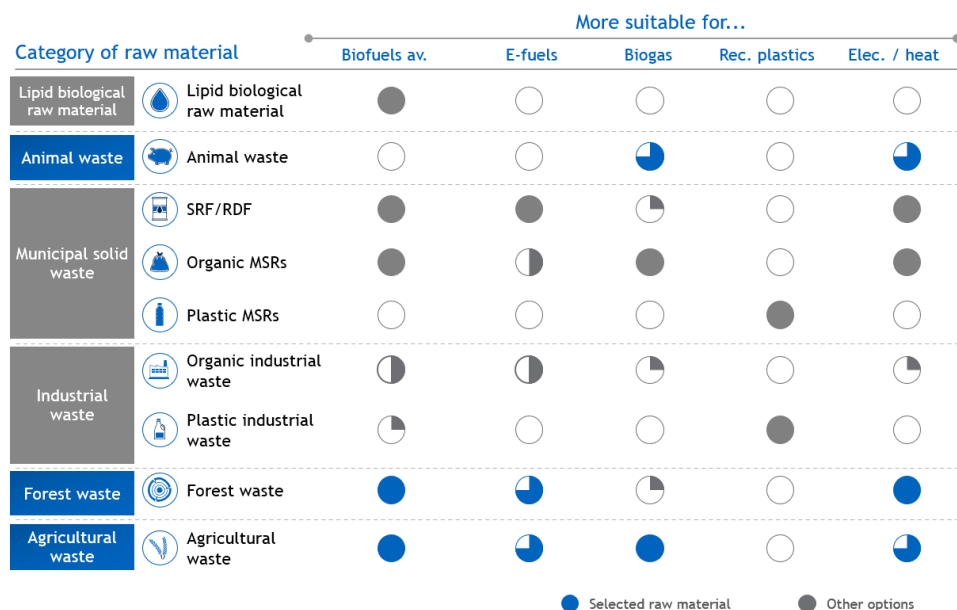 More suitable for...
Category of raw material
Biofuels av.
E-fuels
Biogas
Rec. plastics
Elec. / heat
Lipid biological
raw material
Lipid biological
raw material
Animal waste
Animal waste
Municipal solid
waste
SRF/RDF
Organic MSRs
Plastic MSRs
Industrial
waste
Organic industrial
waste
Plastic industrial
waste
Forest waste
Forest waste
Agricultural
waste
Agricultural
waste
Selected raw material
Other options